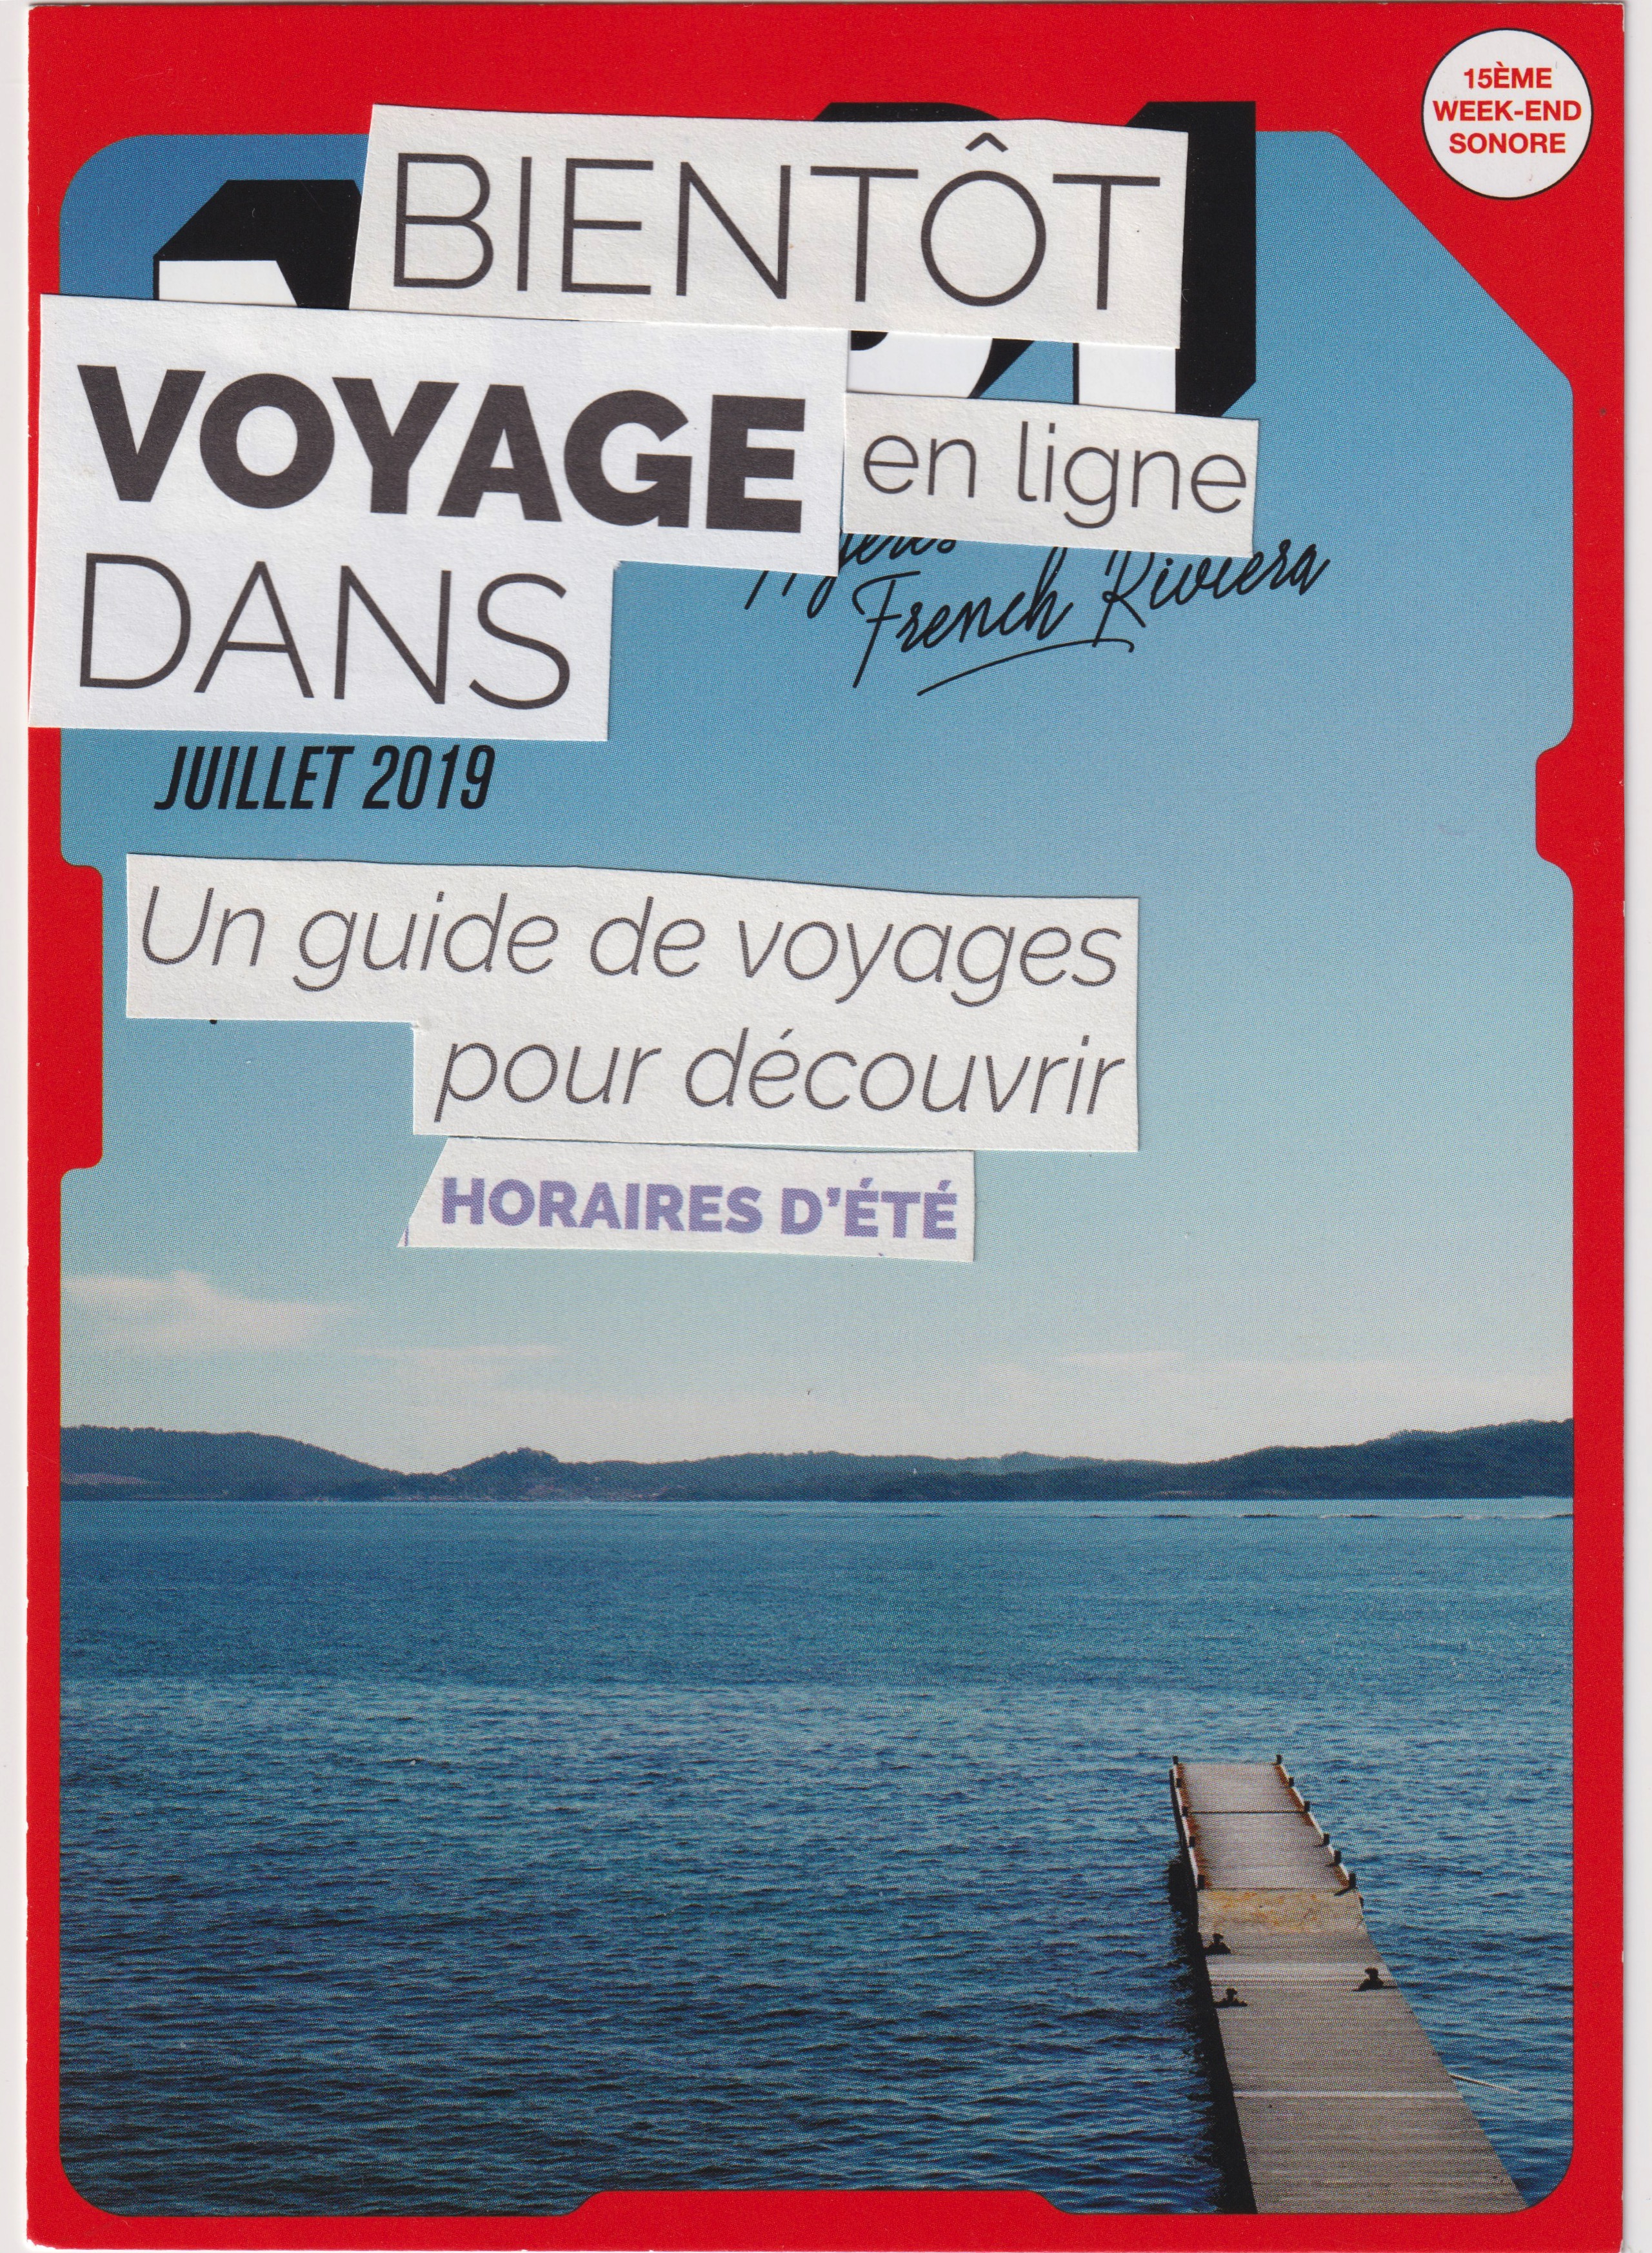 15ÈME
WEEK-END
SONORE
BIENTÔT
VOYAGE en ligne
DANS
French Riviera
JUILLET 2019
Un guide de voyages
pour découvrir
HORAIRES D'ÉTÉ